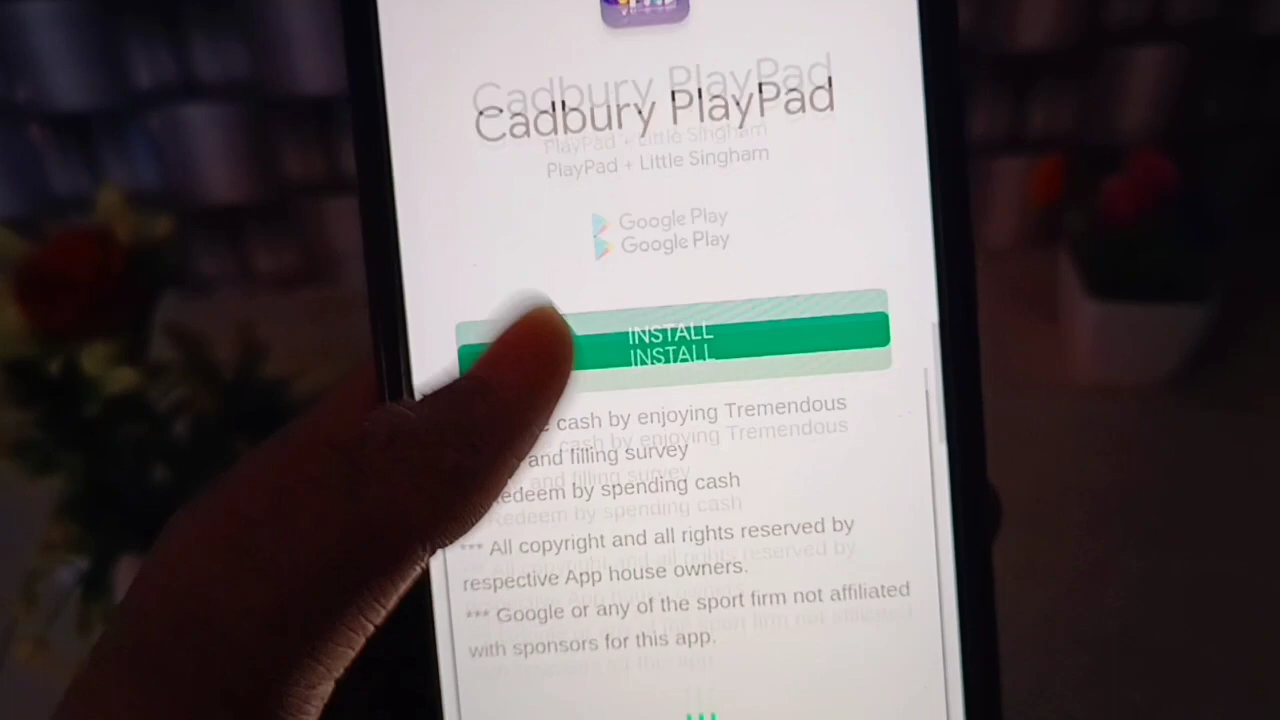 Cadbury PlayPad
PlayPad + Little Singham
Google Play
INSTALL
cash by enjoying Tremendous
and filling survey
Redeem by spending cash
*** All copyright and all rights reserved by
respective App house owners.
*** Google or any of the sport firm not affiliated
with sponsors for this app.